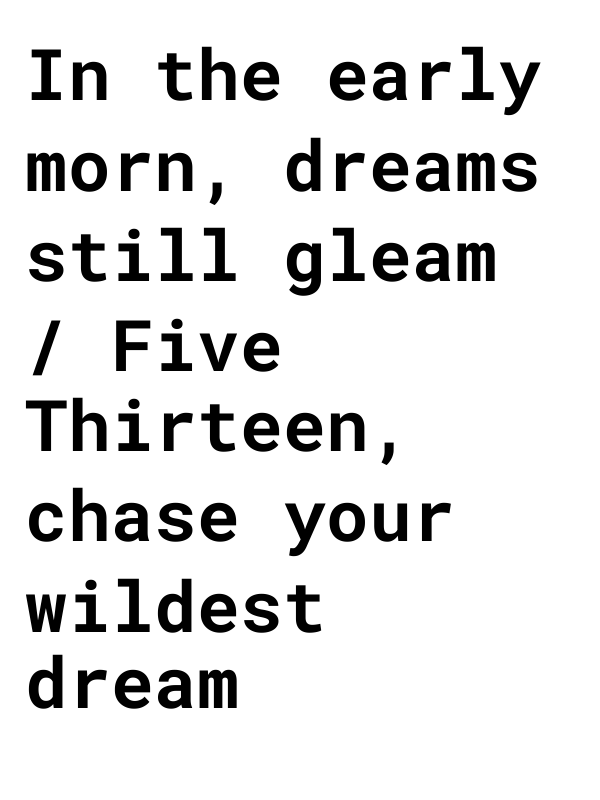 In the early
morn, dreams
still gleam
/ Five
Thirteen,
chase your
wildest
dream